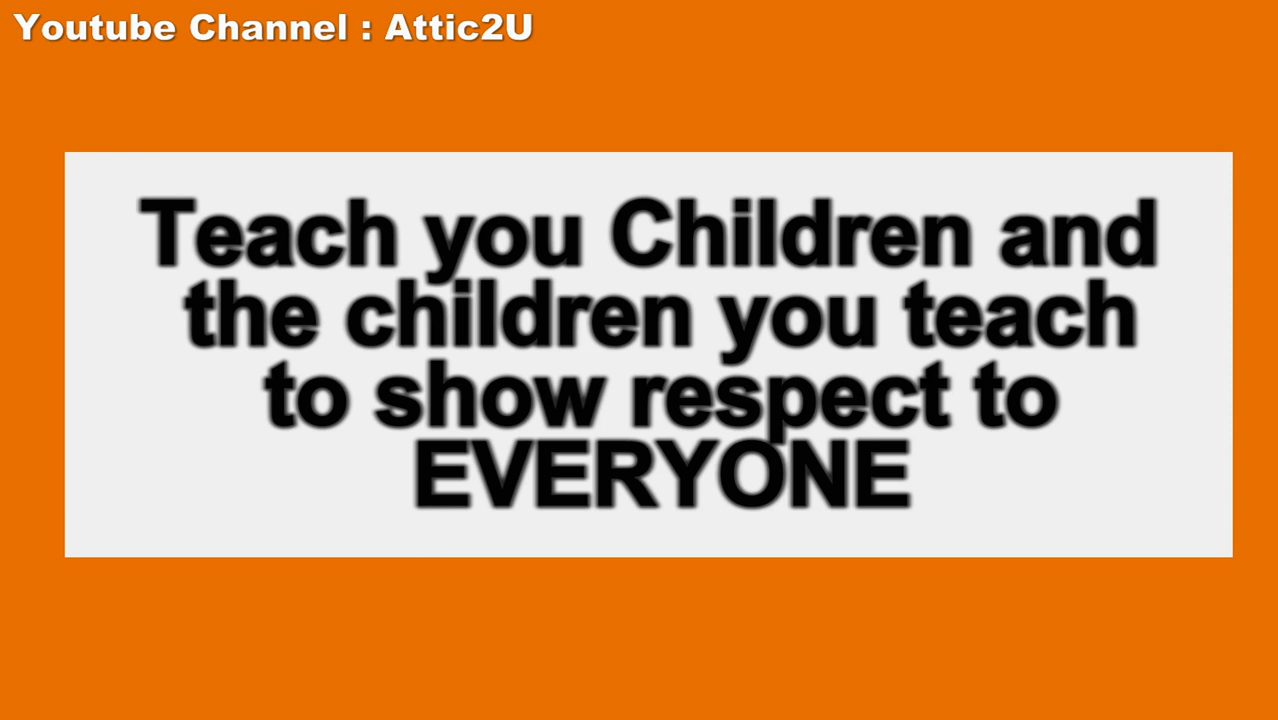 Youtube Channel : Attic2U
Teach you Children and
the children you teach
to show respect to
EVERYONE